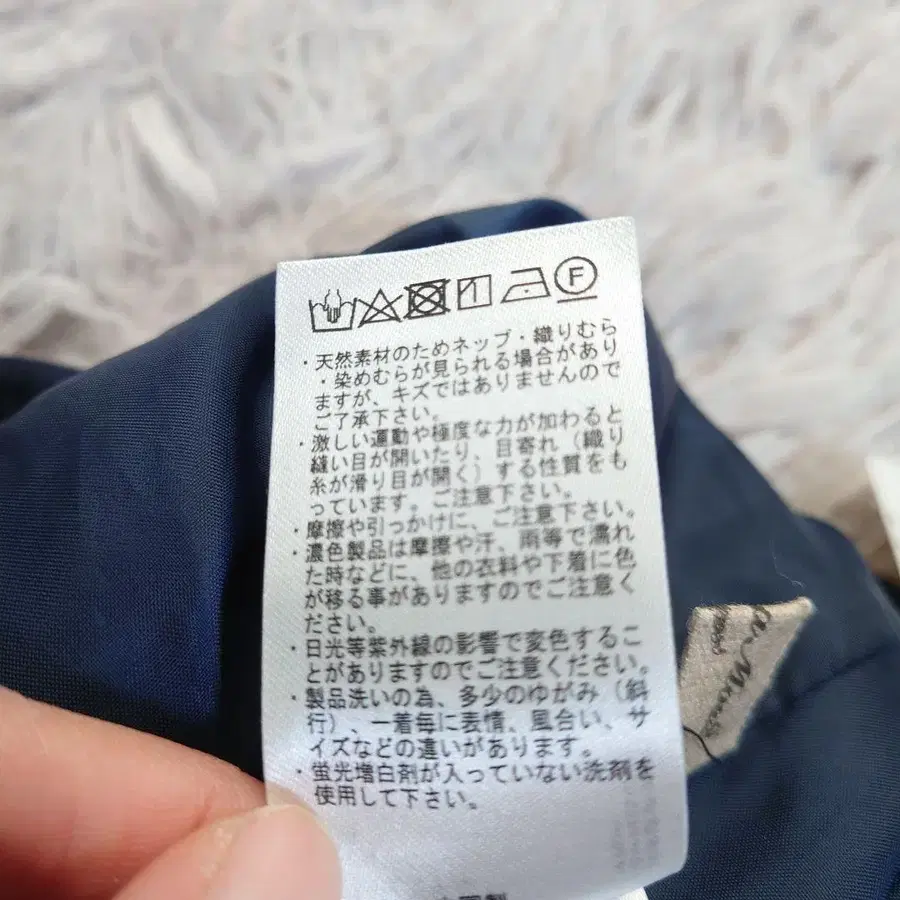 F
・天然素材のためネップ・織りむら
・染めむらが見られる場合があり
ますが、キズではありませんので
ご了承下さい。
・激しい運動や極度な力が加わると
縫い目が開いたり、目寄れ（織り
糸が滑り目が開く）する性質をも
っています。ご注意下さい。
・摩擦や引っかけに、ご注意下さい。
・濃色製品は摩擦や汗、雨等で濡れ
た時などに、他の衣料や下着に色
が移る事がありますのでご注意く
ださい。
・日光等紫外線の影響で変色するこ
とがありますのでご注意ください。
・製品洗いの為、多少のゆがみ（斜
行）、一着毎に表情、風合い、サ
イズなどの違いがあります。
・蛍光増白剤が入っていない洗剤を
使用して下さい。